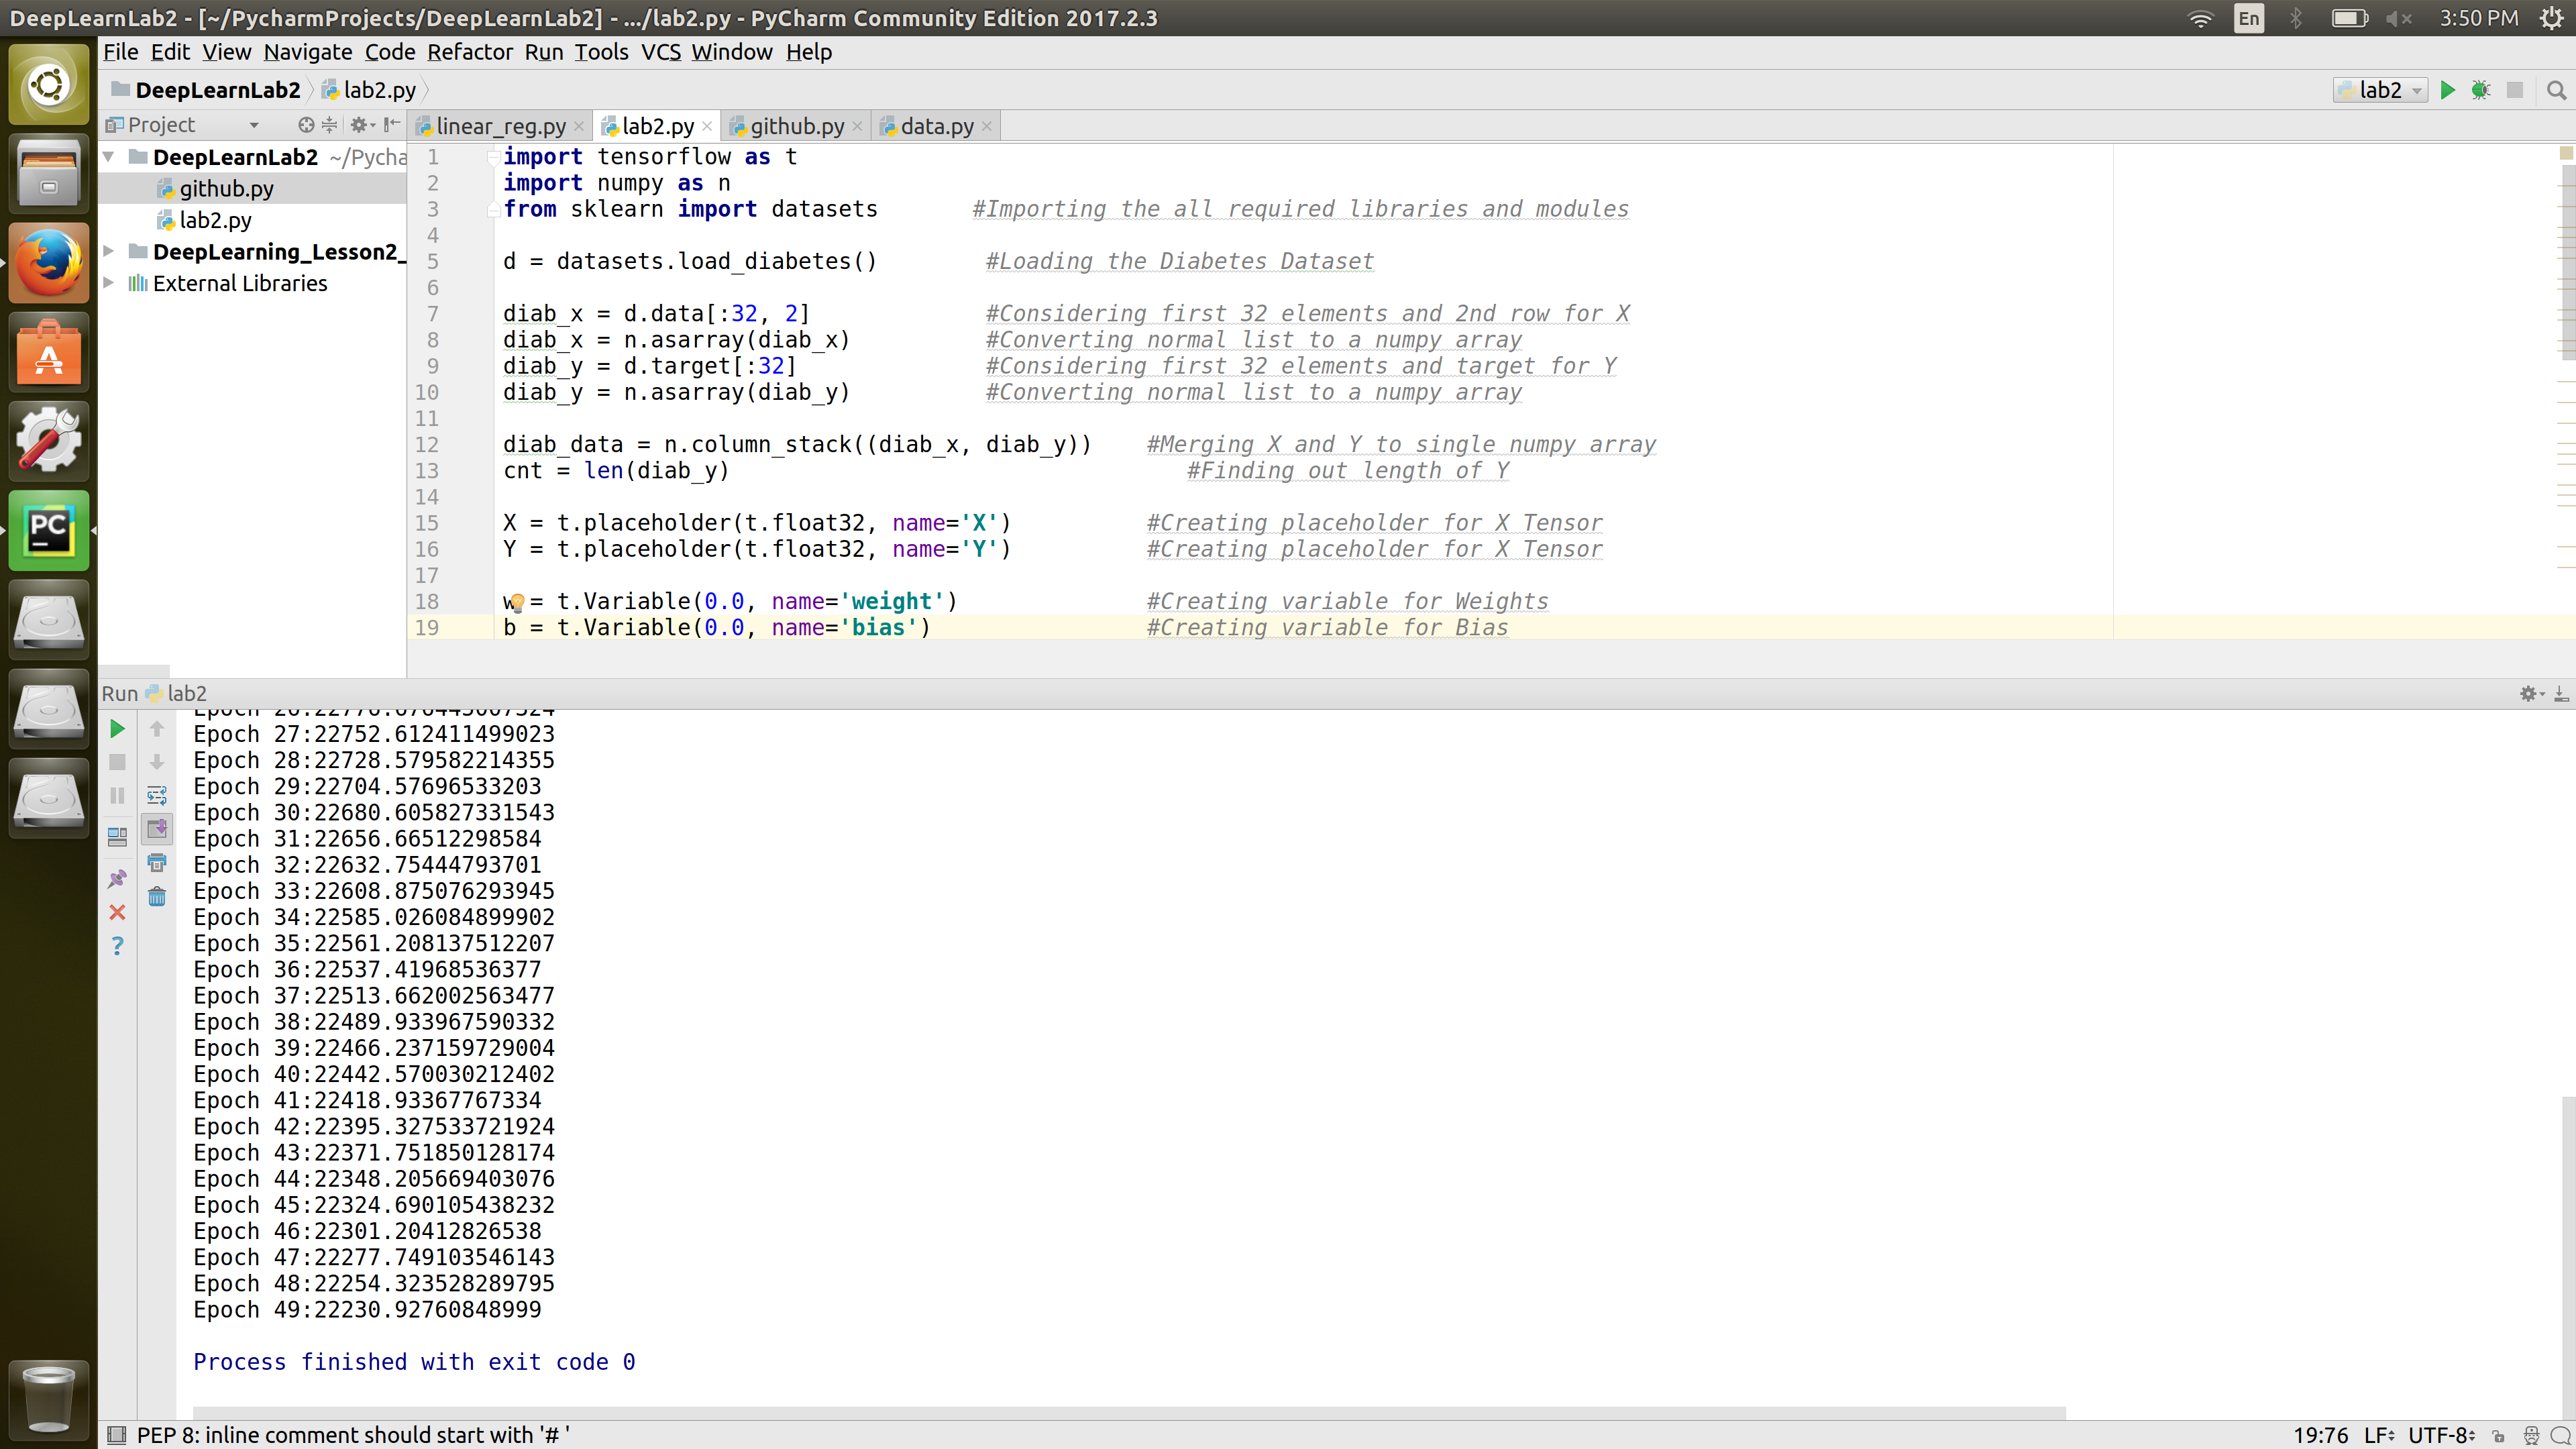 DeepLearnLab2 - [~/PycharmProjects/DeepLearnLab2] - .../lab2.py - PyCharm Community Edition 2017.2.3
En
3:50 PM
File Edit View Navigate Code Refactor Run Tools VCS Window Help
DeepLearnLab2
lab2.py
lab2
Project
linear_reg.py
lab2.py
github.py
data.py
DeepLearnLab2 ~/Pycha
github.py
lab2.py
DeepLearning_Lesson2_
External Libraries
1 import tensorflow as t
2 import numpy as n
3 from sklearn import datasets #Importing the all required libraries and modules
4
5 d = datasets.load_diabetes() #Loading the Diabetes Dataset
6
7 diab_x = d.data[:32, 2] #Considering first 32 elements and 2nd row for X
8 diab_x = n.asarray(diab_x) #Converting normal list to a numpy array
9 diab_y = d.target[:32] #Considering first 32 elements and target for Y
10 diab_y = n.asarray(diab_y) #Converting normal list to a numpy array
11
12 diab_data = n.column_stack((diab_x, diab_y)) #Merging X and Y to single numpy array
13 cnt = len(diab_y) #Finding out length of Y
14
15 X = t.placeholder(t.float32, name='X') #Creating placeholder for X Tensor
16 Y = t.placeholder(t.float32, name='Y') #Creating placeholder for X Tensor
17
18 w = t.Variable(0.0, name='weight') #Creating variable for Weights
19 b = t.Variable(0.0, name='bias') #Creating variable for Bias
Run lab2
Epoch 27:22752.612411499023
Epoch 28:22728.579582214355
Epoch 29:22704.57696533203
Epoch 30:22680.605827331543
Epoch 31:22656.66512298584
Epoch 32:22632.75444793701
Epoch 33:22608.875076293945
Epoch 34:22585.026084899902
Epoch 35:22561.208137512207
Epoch 36:22537.41968536377
Epoch 37:22513.662002563477
Epoch 38:22489.933967590332
Epoch 39:22466.237159729004
Epoch 40:22442.570030212402
Epoch 41:22418.93367767334
Epoch 42:22395.327533721924
Epoch 43:22371.751850128174
Epoch 44:22348.205669403076
Epoch 45:22324.690105438232
Epoch 46:22301.20412826538
Epoch 47:22277.749103546143
Epoch 48:22254.323528289795
Epoch 49:22230.92760848999
Process finished with exit code 0
PEP 8: inline comment should start with '# '
19:76 LF UTF-8